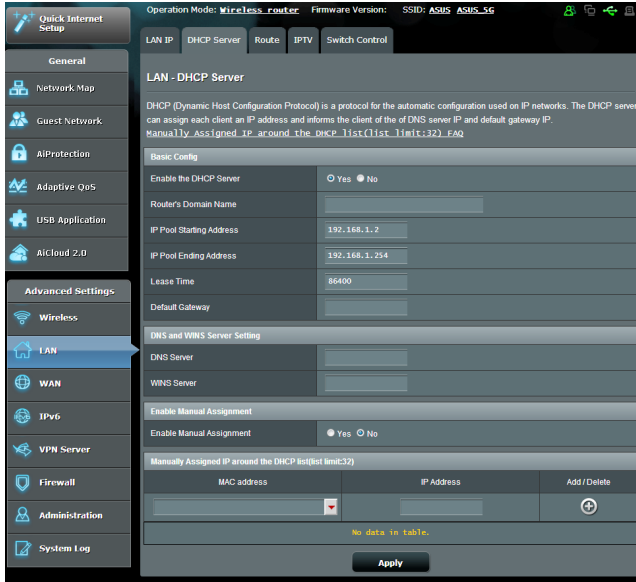 Quick Internet
Setup
General
Network Map
Guest Network
AiProtection
Adaptive QoS
USB Application
AiCloud 2.0
Advanced Settings
Wireless
LAN
WAN
IPv6
VPN Server
Firewall
Administration
System Log
Operation Mode: Wireless router Firmware Version: SSID: ASUS ASUS_5G
LAN IP DHCP Server Route IPTV Switch Control
LAN - DHCP Server
DHCP (Dynamic Host Configuration Protocol) is a protocol for the automatic configuration used on IP networks. The DHCP server
can assign each client an IP address and informs the client of the of DNS server IP and default gateway IP.
Manually Assigned IP around the DHCP list(list limit:32) FAQ
Basic Config
Enable the DHCP Server Yes No
Router's Domain Name
IP Pool Starting Address 192.168.1.2
IP Pool Ending Address 192.168.1.254
Lease Time 86400
Default Gateway
DNS and WINS Server Setting
DNS Server
WINS Server
Enable Manual Assignment
Enable Manual Assignment Yes No
Manually Assigned IP around the DHCP list(list limit:32)
MAC address IP Address Add / Delete
No data in table.
Apply